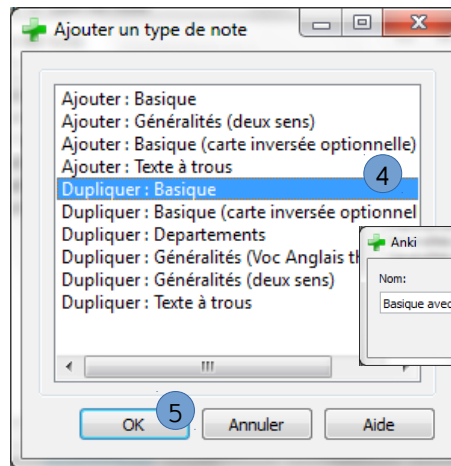 Ajouter un type de note
Ajouter : Basique
Ajouter : Généralités (deux sens)
Ajouter : Basique (carte inversée optionnelle)
Ajouter : Texte à trous
4
Dupliquer : Basique
Dupliquer : Basique (carte inversée optionnel
Dupliquer : Departements
Dupliquer : Généralités (Voc Anglais th
Dupliquer : Généralités (deux sens)
Dupliquer : Texte à trous
Anki
Nom:
Basique avec
5
OK
Annuler
Aide